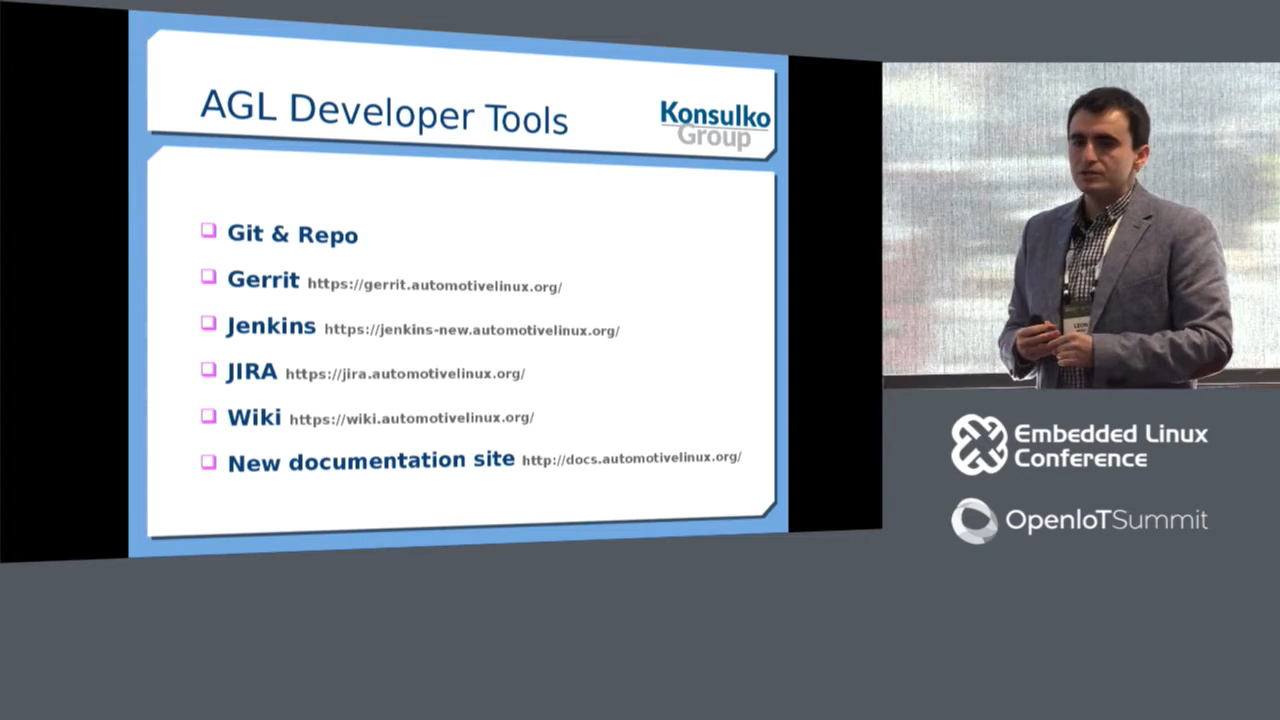 AGL Developer Tools
Konsulko
Group
Git & Repo
Gerrit https://gerrit.automotivelinux.org/
Jenkins https://jenkins-new.automotivelinux.org/
JIRA https://jira.automotivelinux.org/
Wiki https://wiki.automotivelinux.org/
New documentation site http://docs.automotivelinux.org/
LEON
Embedded Linux
Conference
OpenIoTSummit